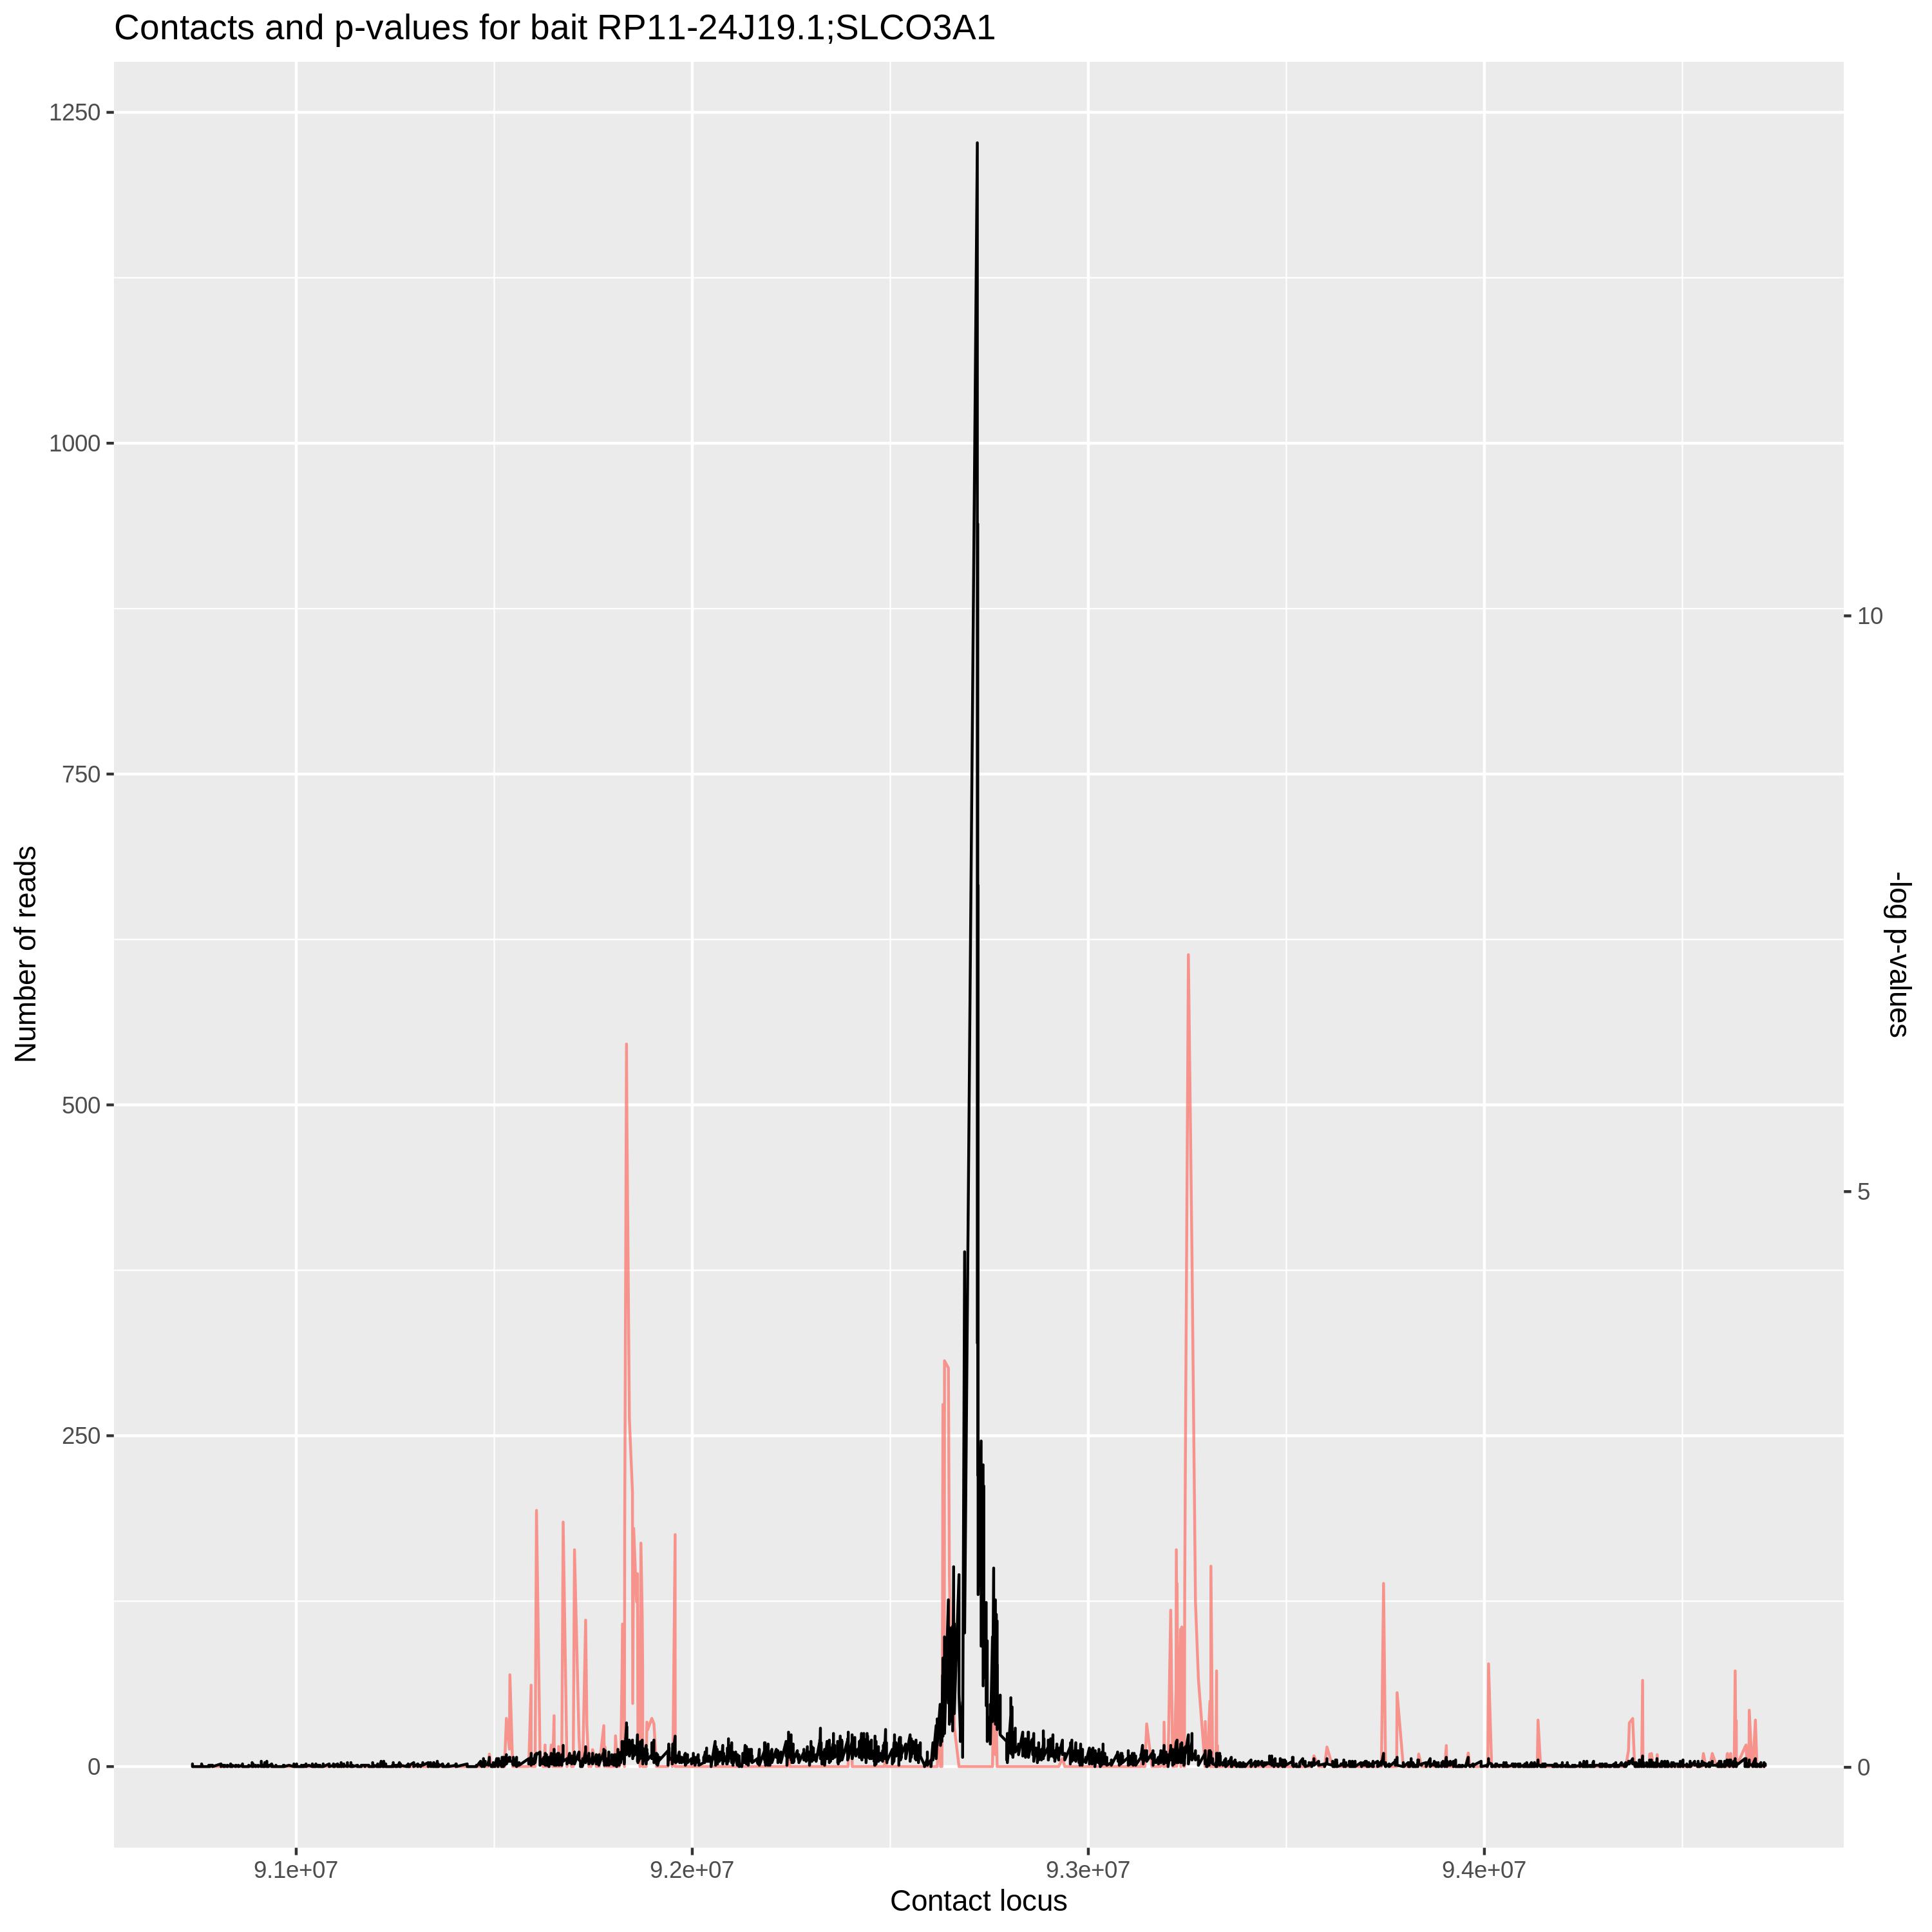 Contacts and p-values for bait RP11-24J19.1;SLCO3A1
1250
1000
750
500
250
0
Number of reads
10
5
0
-log p-values
9.1e+07
9.2e+07
9.3e+07
9.4e+07
Contact locus